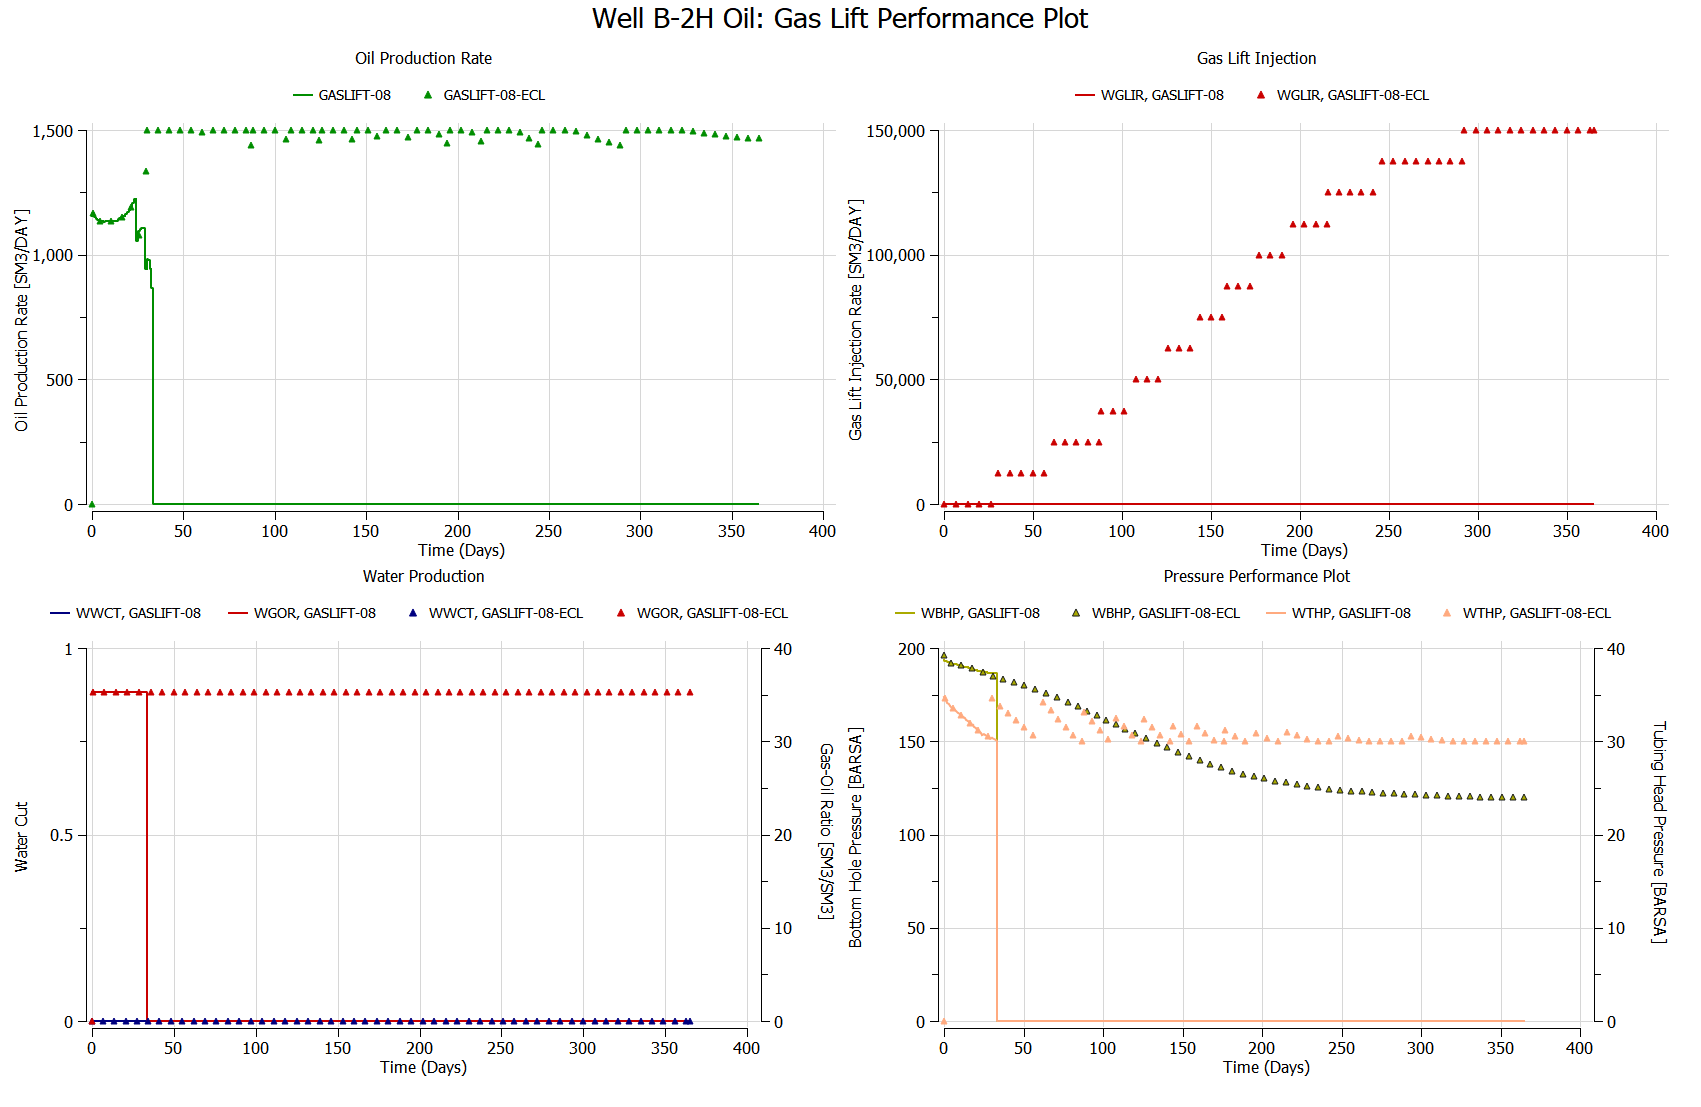 Well B-2H Oil: Gas Lift Performance Plot
Oil Production Rate
GASLIFT-08 GASLIFT-08-ECL
Oil Production Rate [SM3/DAY]
1,500
1,000
500
0
0 50 100 150 200 250 300 350 400
Time (Days)
Gas Lift Injection
WGLIR, GASLIFT-08 WGLIR, GASLIFT-08-ECL
Gas Lift Injection Rate [SM3/DAY]
150,000
100,000
50,000
0
0 50 100 150 200 250 300 350 400
Time (Days)
Water Production
WWCT, GASLIFT-08 WGOR, GASLIFT-08 WWCT, GASLIFT-08-ECL WGOR, GASLIFT-08-ECL
Water Cut
1
0.5
0
40
30
20
10
0
Gas-Oil Ratio [SM3/SM3]
0 50 100 150 200 250 300 350 400
Time (Days)
Pressure Performance Plot
WBHP, GASLIFT-08 WBHP, GASLIFT-08-ECL WTHP, GASLIFT-08 WTHP, GASLIFT-08-ECL
Bottom Hole Pressure [BARSA]
200
150
100
50
0
40
30
20
10
0
Tubing Head Pressure [BARSA]
0 50 100 150 200 250 300 350 400
Time (Days)